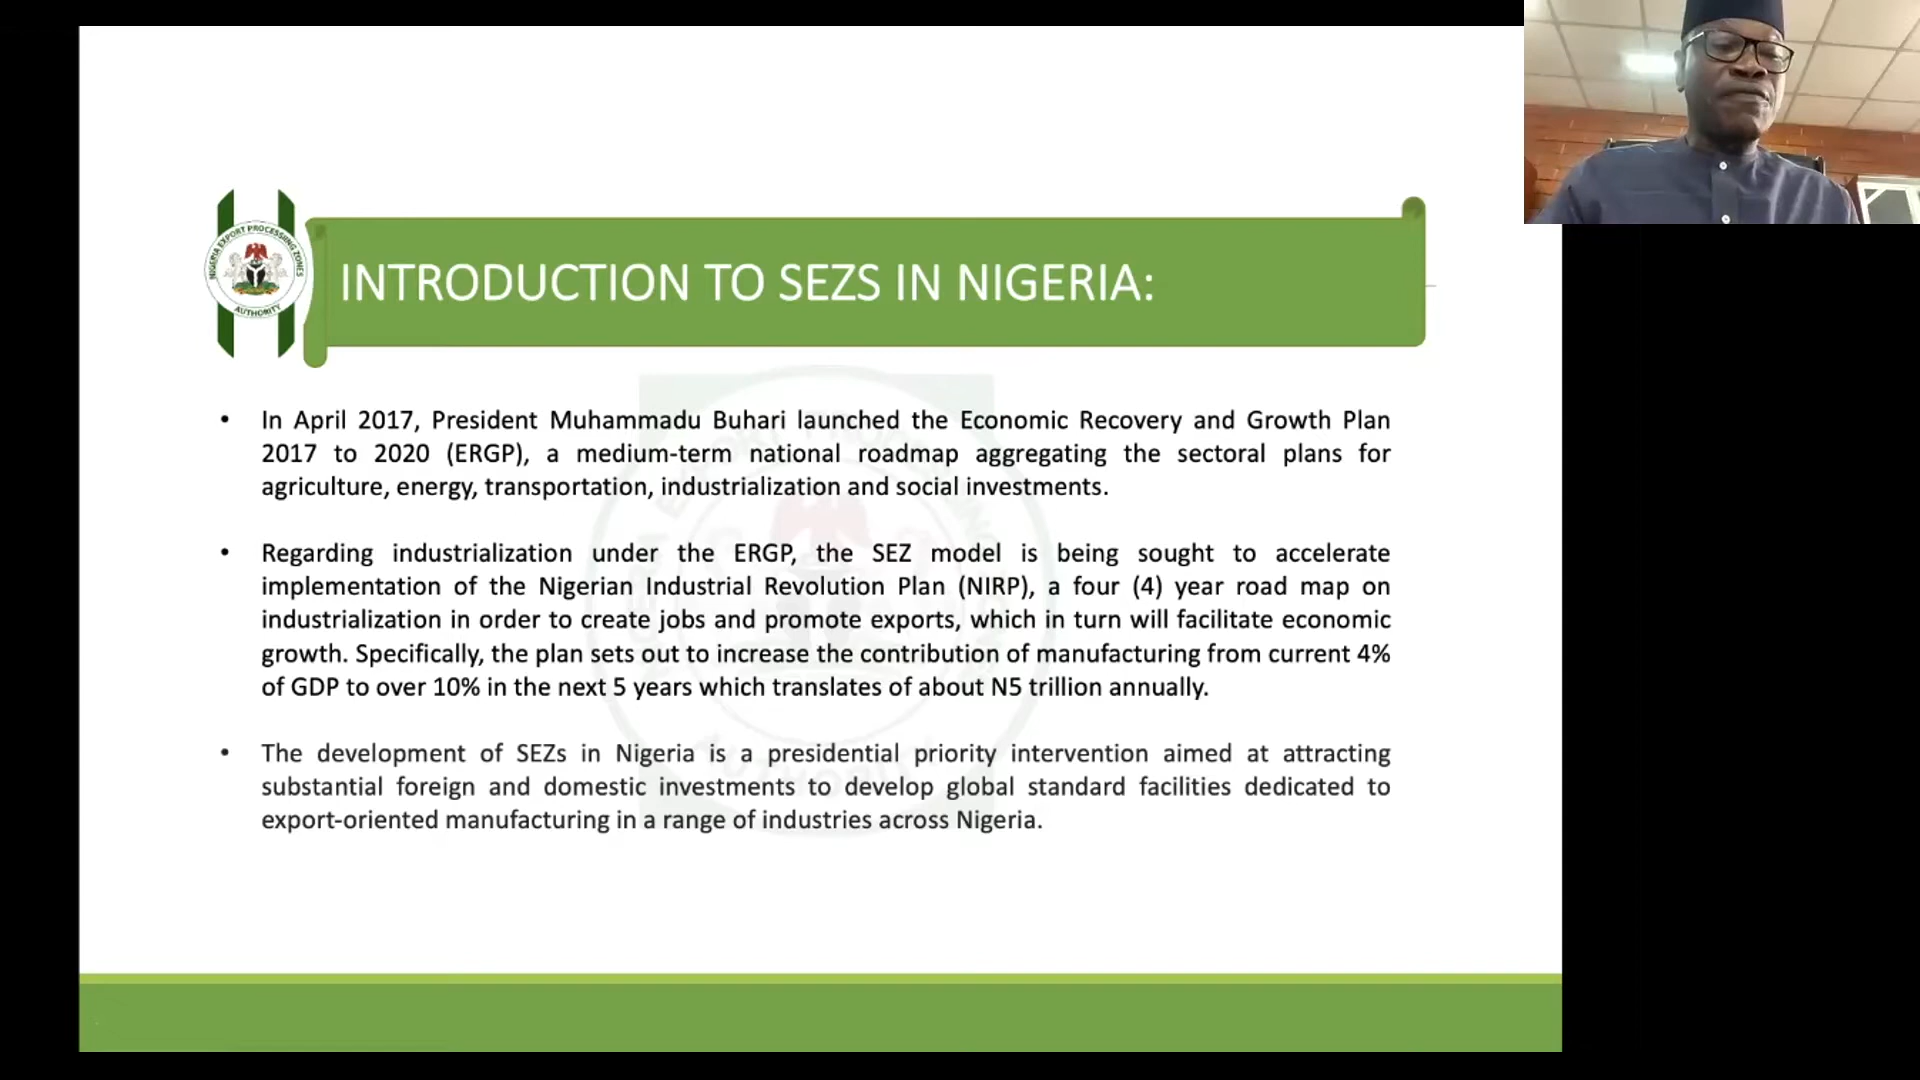 NIGERIA EXPORT PROCESSING ZONES
AUTHORITY
INTRODUCTION TO SEZS IN NIGERIA:
• In April 2017, President Muhammadu Buhari launched the Economic Recovery and Growth Plan
2017 to 2020 (ERGP), a medium-term national roadmap aggregating the sectoral plans for
agriculture, energy, transportation, industrialization and social investments.
• Regarding industrialization under the ERGP, the SEZ model is being sought to accelerate
implementation of the Nigerian Industrial Revolution Plan (NIRP), a four (4) year road map on
industrialization in order to create jobs and promote exports, which in turn will facilitate economic
growth. Specifically, the plan sets out to increase the contribution of manufacturing from current 4%
of GDP to over 10% in the next 5 years which translates of about N5 trillion annually.
• The development of SEZs in Nigeria is a presidential priority intervention aimed at attracting
substantial foreign and domestic investments to develop global standard facilities dedicated to
export-oriented manufacturing in a range of industries across Nigeria.